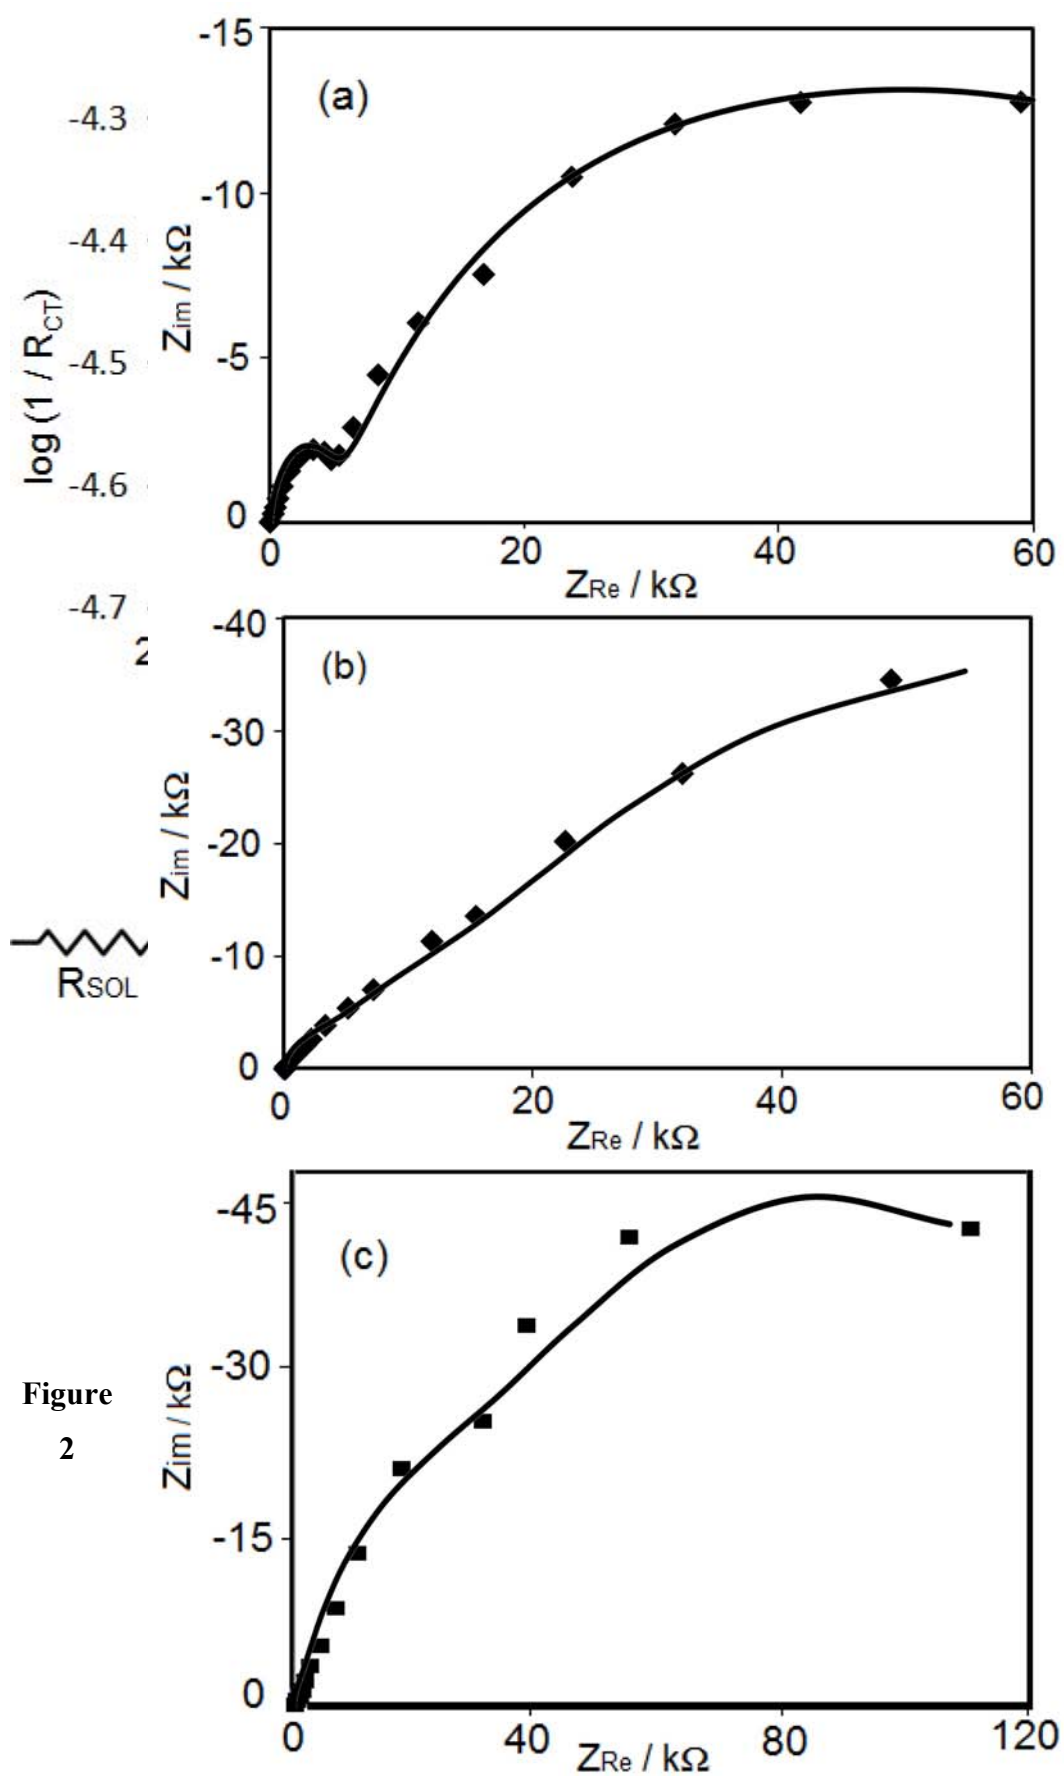 -15
(a)
-4.3
-10
-4.4
Zim / kΩ
log (1 / RCT)
-5
-4.5
-4.6
0
0
20
40
60
ZRe / kΩ
-4.7
-40
(b)
-30
Zim / kΩ
-20
-10
RSOL
0
0
20
40
60
ZRe / kΩ
-45
(c)
-30
Zim / kΩ
Figure
2
-15
0
0
40
80
120
ZRe / kΩ